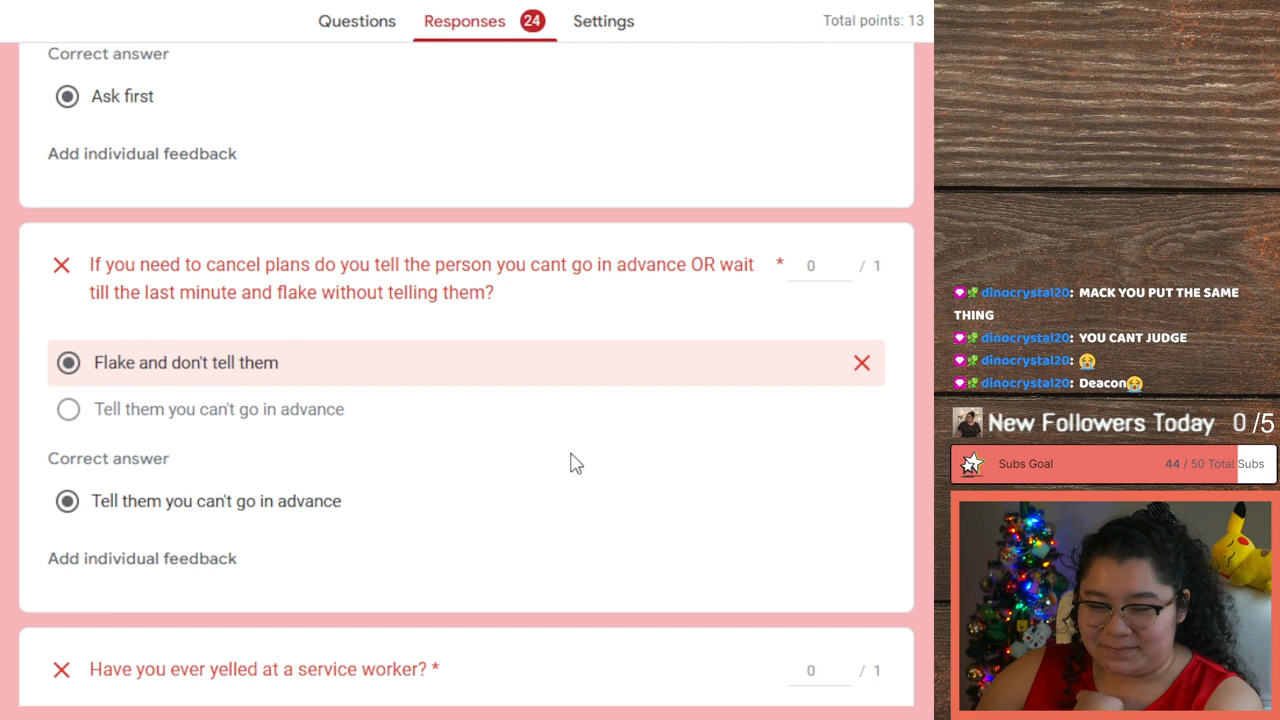 Questions
Responses 24
Settings
Total points: 13
Correct answer
Ask first
Add individual feedback
If you need to cancel plans do you tell the person you cant go in advance OR wait *
till the last minute and flake without telling them?
0 / 1
Flake and don't tell them
Tell them you can't go in advance
Correct answer
Tell them you can't go in advance
Add individual feedback
Have you ever yelled at a service worker? *
0 / 1
dinocrystal20: MACK YOU PUT THE SAME
THING
dinocrystal20: YOU CANT JUDGE
dinocrystal20: 😭
dinocrystal20: Deacon😭
New Followers Today 0 /5
Subs Goal 44 / 50 Total Subs